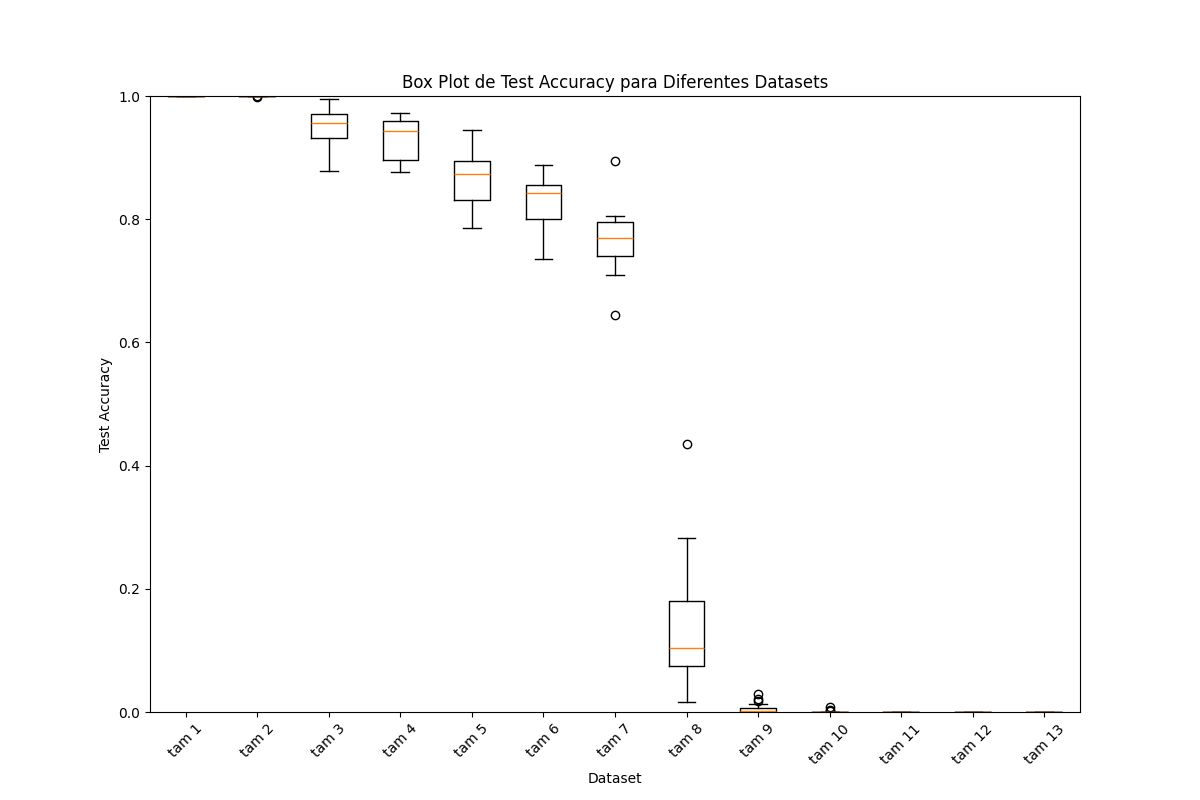 Box Plot de Test Accuracy para Diferentes Datasets
1.0
0.8
0.6
0.4
0.2
0.0
Test Accuracy
tam 1
tam 2
tam 3
tam 4
tam 5
tam 6
tam 7
tam 8
tam 9
tam 10
tam 11
tam 12
tam 13
Dataset